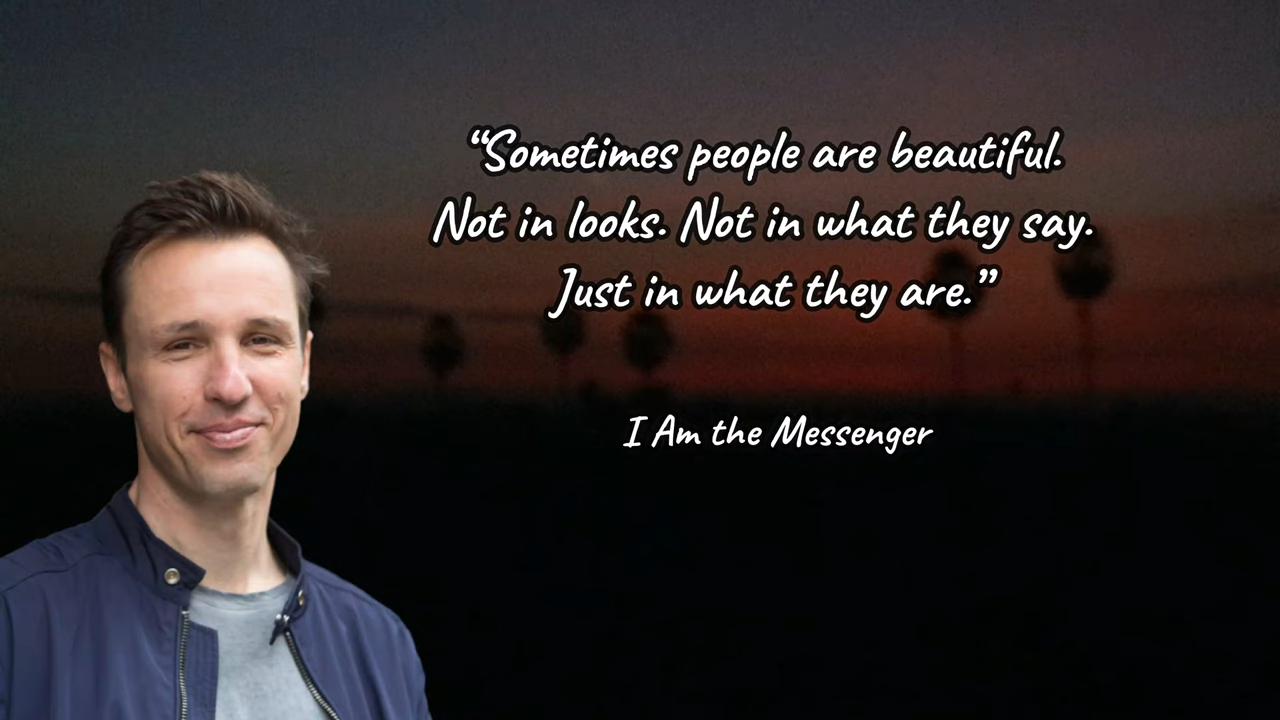 “Sometimes people are beautiful.
Not in looks. Not in what they say.
Just in what they are.”
I Am the Messenger